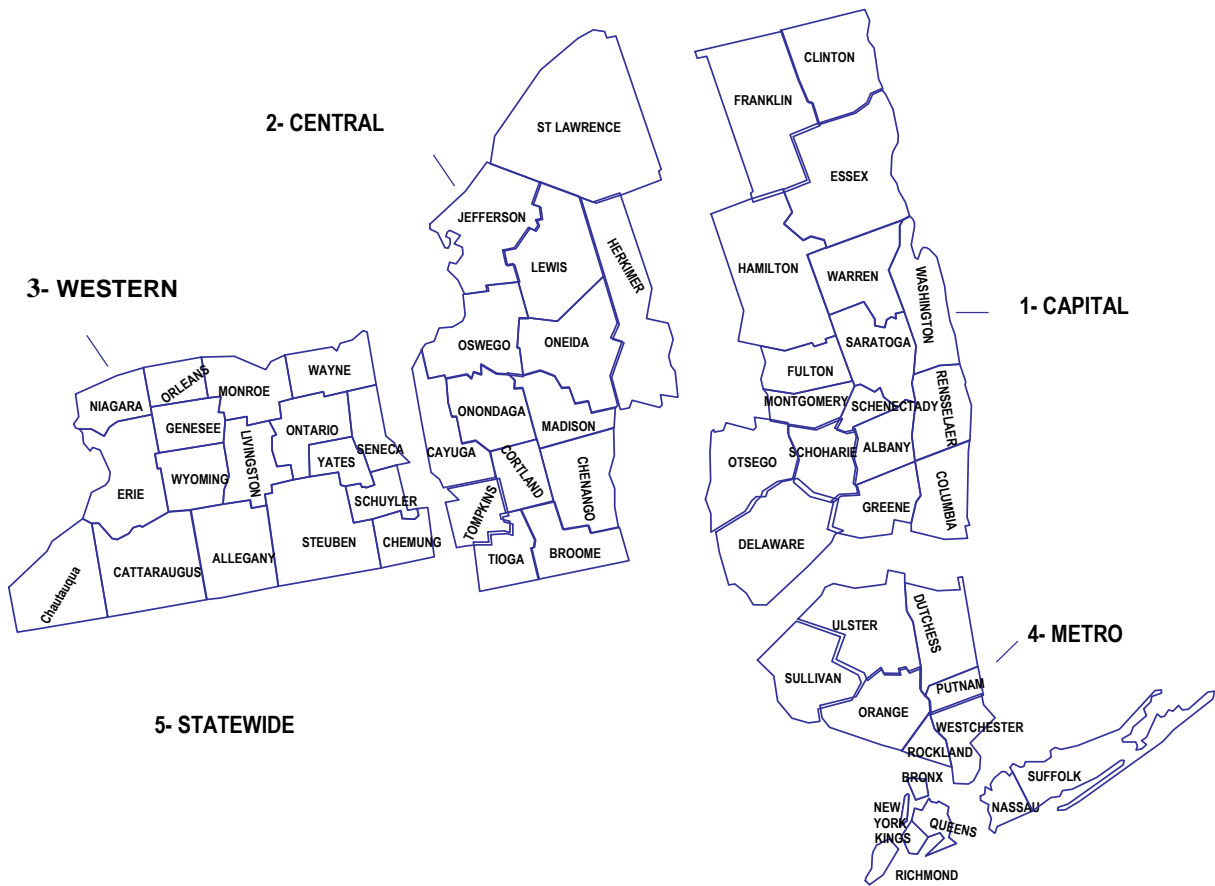 CLINTON
FRANKLIN
2- CENTRAL
ST LAWRENCE
ESSEX
JEFFERSON
HERKIMER
LEWIS
HAMILTON
WARREN
WASHINGTON
3- WESTERN
1- CAPITAL
OSWEGO
ONEIDA
SARATOGA
WAYNE
ORLEANS
MONROE
NIAGARA
FULTON
RENSSELAER
MONTGOMERY
SCHENECTADY
GENESEE
ONTARIO
ONONDAGA
MADISON
LIVINGSTON
SENECA
CAYUGA
SCHOHARIE
ALBANY
YATES
OTSEGO
CORTLAND
CHENANGO
WYOMING
ERIE
SCHUYLER
TOMPKINS
GREENE
COLUMBIA
STEUBEN
CHEMUNG
DELAWARE
ALLEGANY
TIOGA
BROOME
CATTARAUGUS
Chautauqua
DUTCHESS
ULSTER
4- METRO
SULLIVAN
PUTNAM
ORANGE
5- STATEWIDE
WESTCHESTER
ROCKLAND
BRONX
SUFFOLK
NASSAU
NEW
YORK
QUEENS
KINGS
RICHMOND